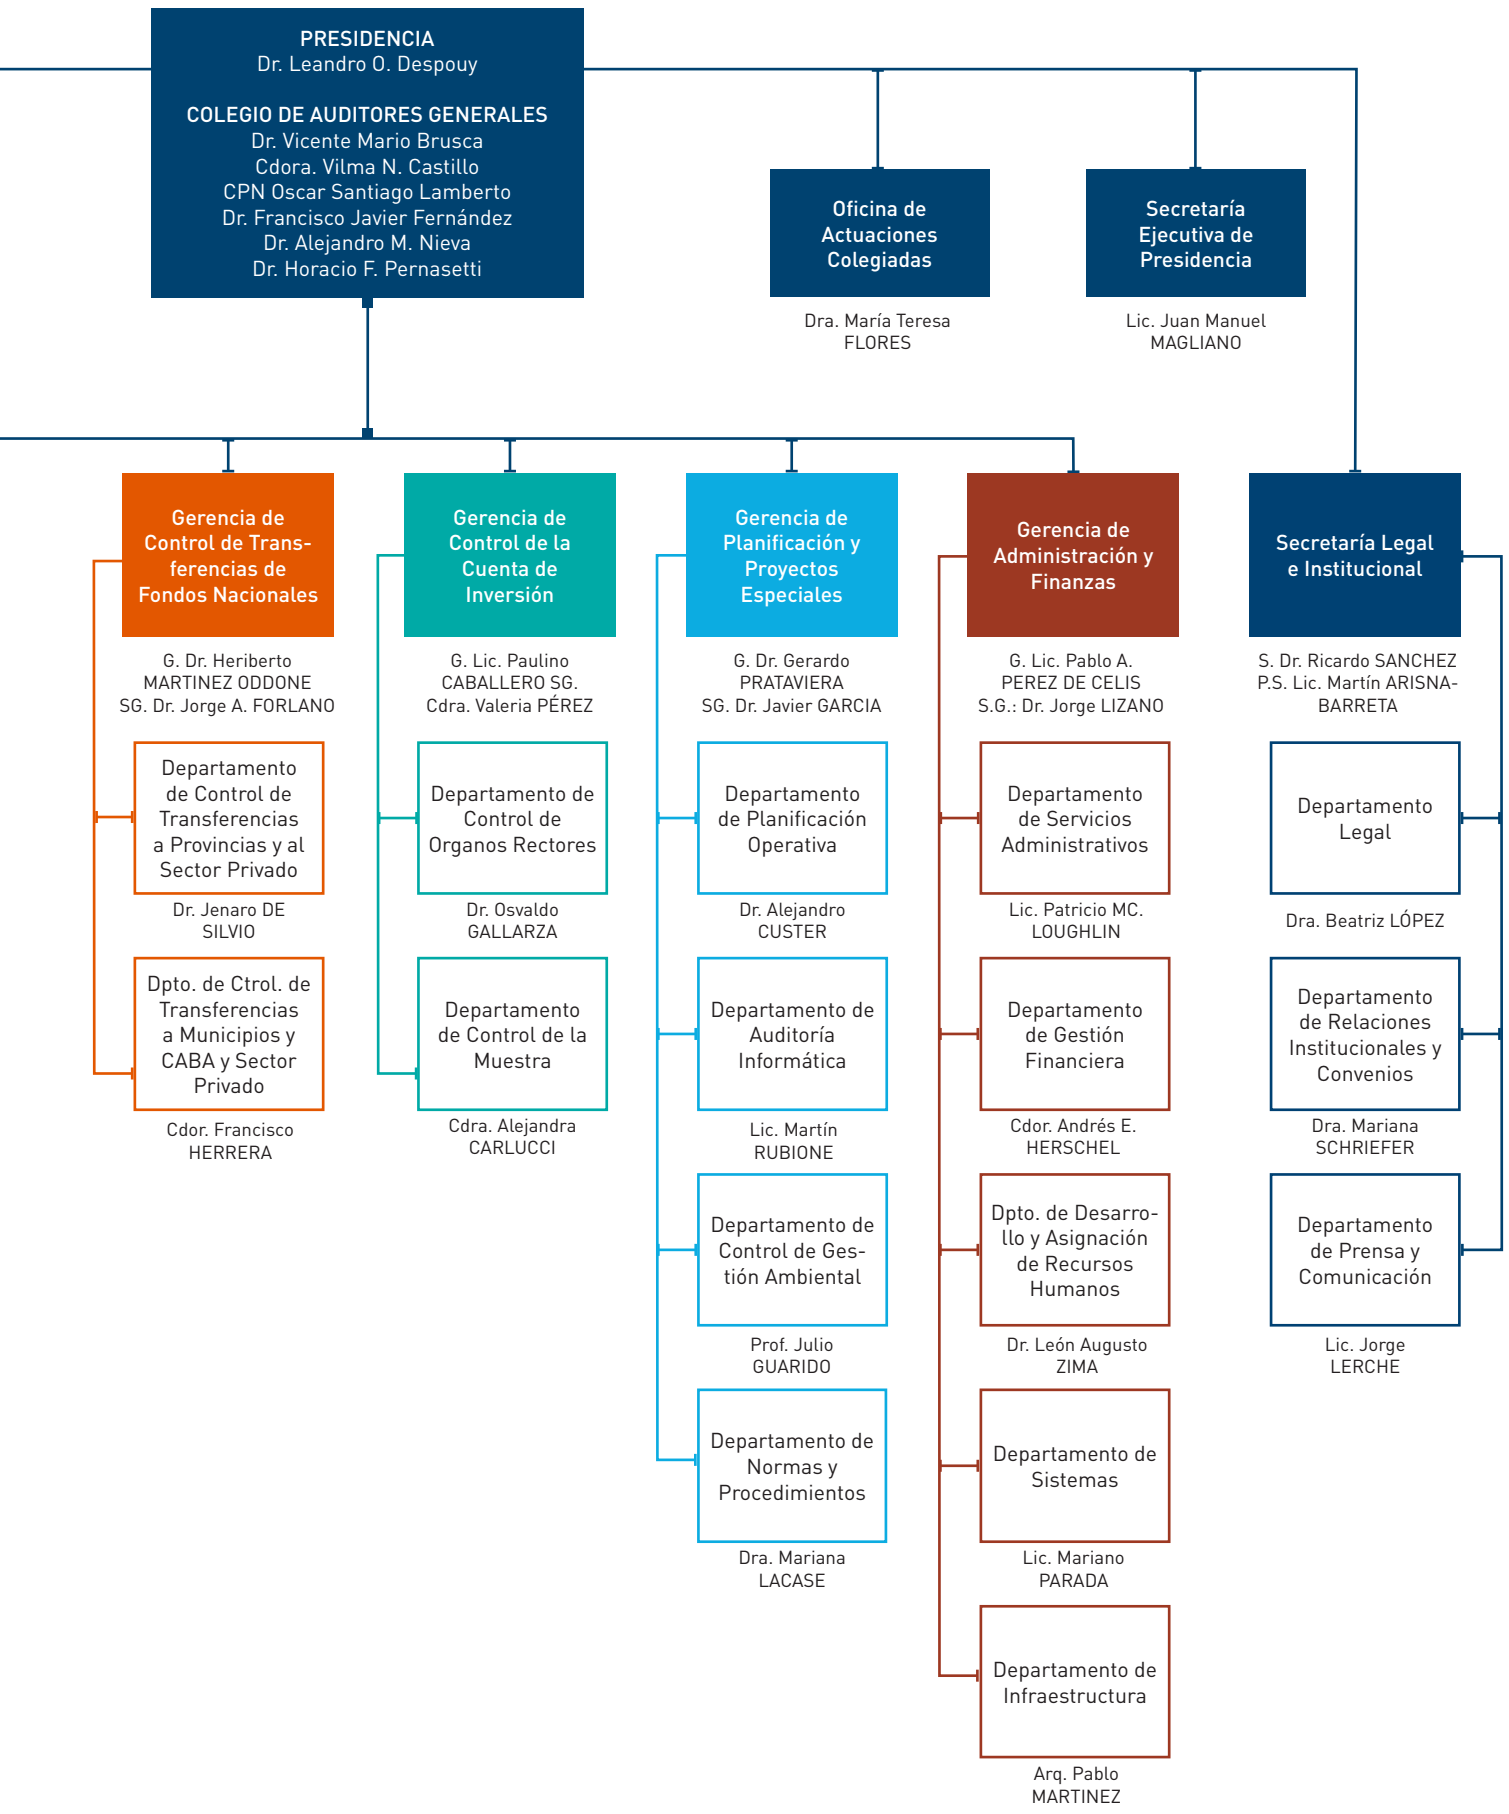 PRESIDENCIA
Dr. Leandro O. Despouy
COLEGIO DE AUDITORES GENERALES
Dr. Vicente Mario Brusca
Cdora. Vilma N. Castillo
CPN Oscar Santiago Lamberto
Dr. Francisco Javier Fernández
Dr. Alejandro M. Nieva
Dr. Horacio F. Pernasetti
Oficina de
Actuaciones
Colegiadas
Dra. María Teresa
FLORES
Secretaría
Ejecutiva de
Presidencia
Lic. Juan Manuel
MAGLIANO
Gerencia de
Control de Trans-
ferencias de
Fondos Nacionales
G. Dr. Heriberto
MARTINEZ ODDONE
SG. Dr. Jorge A. FORLANO
Departamento
de Control de
Transferencias
a Provincias y al
Sector Privado
Dr. Jenaro DE
SILVIO
Dpto. de Ctrol. de
Transferencias
a Municipios y
CABA y Sector
Privado
Cdor. Francisco
HERRERA
Gerencia de
Control de la
Cuenta de
Inversión
G. Lic. Paulino
CABALLERO SG.
Cdra. Valeria PÉREZ
Departamento de
Control de
Organos Rectores
Dr. Osvaldo
GALLARZA
Departamento
de Control de la
Muestra
Cdra. Alejandra
CARLUCCI
Gerencia de
Planificación y
Proyectos
Especiales
G. Dr. Gerardo
PRATAVIERA
SG. Dr. Javier GARCIA
Departamento
de Planificación
Operativa
Dr. Alejandro
CUSTER
Departamento de
Auditoría
Informática
Lic. Martín
RUBIONE
Departamento de
Control de Ges-
tión Ambiental
Prof. Julio
GUARIDO
Departamento de
Normas y
Procedimientos
Dra. Mariana
LACASE
Gerencia de
Administración y
Finanzas
G. Lic. Pablo A.
PEREZ DE CELIS
S.G.: Dr. Jorge LIZANO
Departamento
de Servicios
Administrativos
Lic. Patricio MC.
LOUGHLIN
Departamento
de Gestión
Financiera
Cdor. Andrés E.
HERSCHEL
Dpto. de Desarro-
llo y Asignación
de Recursos
Humanos
Dr. León Augusto
ZIMA
Departamento de
Sistemas
Lic. Mariano
PARADA
Departamento de
Infraestructura
Arq. Pablo
MARTINEZ
Secretaría Legal
e Institucional
S. Dr. Ricardo SANCHEZ
P.S. Lic. Martín ARISNA-
BARRETA
Departamento
Legal
Dra. Beatriz LÓPEZ
Departamento
de Relaciones
Institucionales y
Convenios
Dra. Mariana
SCHRIEFER
Departamento
de Prensa y
Comunicación
Lic. Jorge
LERCHE